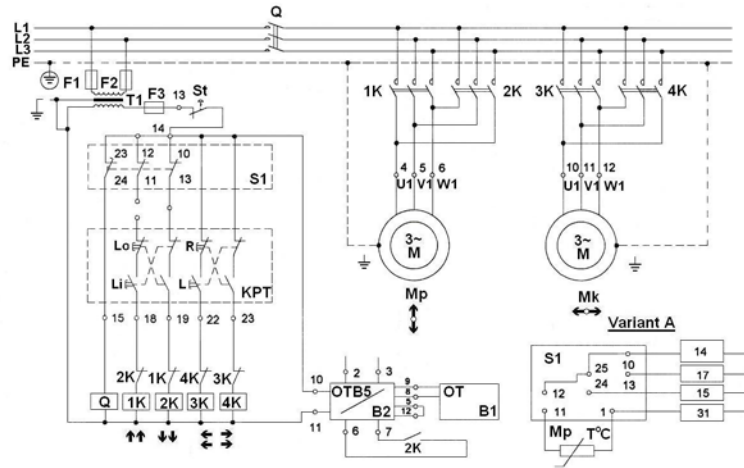 Q
L1
L2
L3
PE
F1 F2
T1 F3 13 St
1K 2K 3K 4K
14
23 12 10
24 11 13
S1
4 5 6
U1 V1 W1
10 11 12
U1 V1 W1
3~
M
3~
M
Mp
Mk
Lo R
Li L KPT
15 18 19 22 23
2K 1K 4K 3K
Q 1K 2K 3K 4K
10
11
2 3
OTB5
B2
9
8
5
12
OT
B1
6 7
2K
Variant A
S1
25 10
24 13
12
11 1
14
17
15
31
Mp T°C